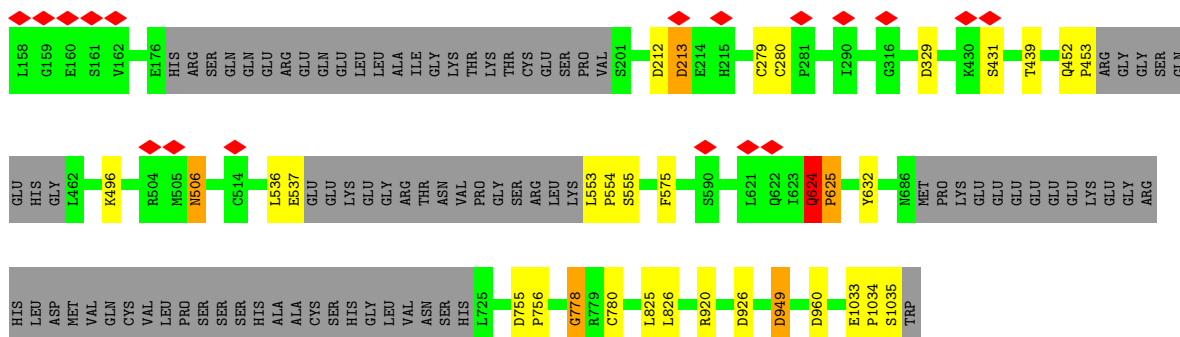 L158 G159 E160 S161 V162 E176 HIS ARG SER GLN GLN GLU ARG GLU GLN GLU LEU LEU ALA ILE GLY LYS THR LYS THR CYS GLU SER PRO VAL S201 D212 D213 E214 H215 C279 C280 P281 I290 G316 D329 K430 S431 T439 Q452 P453 ARG GLY GLY SER GLN
GLU HIS GLY L462 K496 R504 M505 N506 C514 L536 E537 GLU GLU LYS GLU GLY ARG THR ASN VAL PRO GLY SER ARG LEU LYS L553 P554 S555 F575 S590 L621 Q622 I623 Q624 P625 Y632 N686 MET PRO LYS GLU GLU GLU GLU GLU LYS GLU GLY ARG
HIS LEU ASP MET VAL GLN CYS VAL LEU PRO SER SER SER HIS ALA ALA CYS SER HIS GLY LEU VAL ASN SER HIS L725 D755 P756 G778 R779 C780 L825 L826 R920 D926 D949 D960 E1033 P1034 S1035 TRP